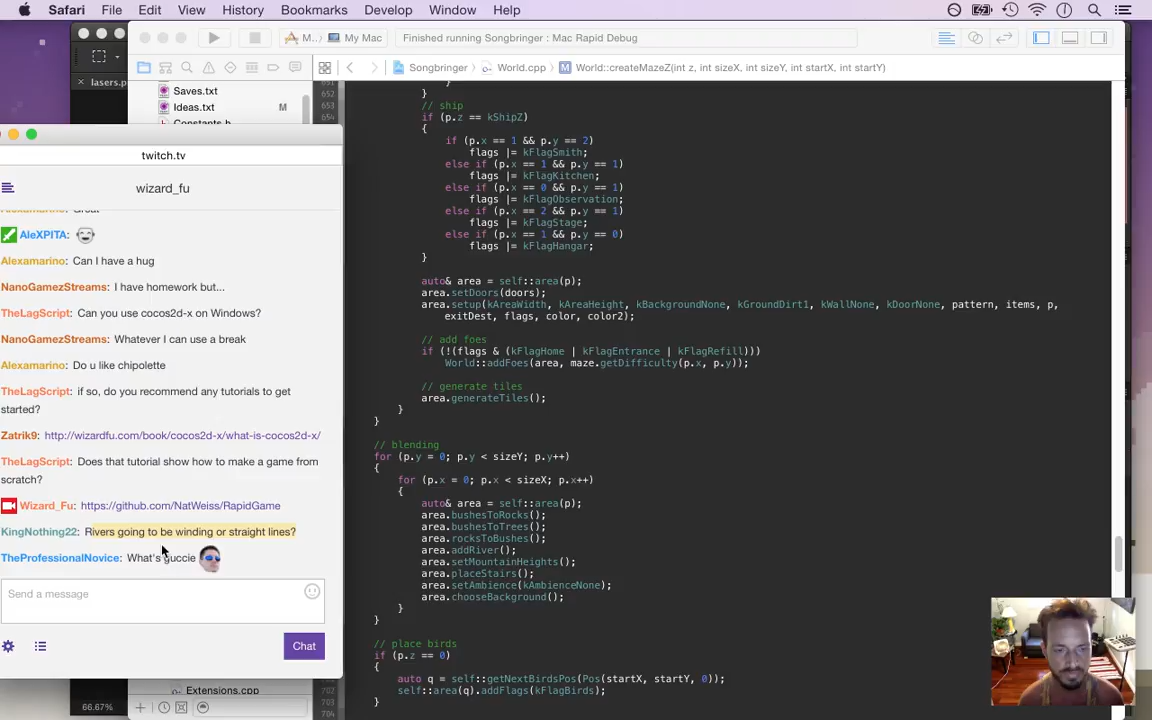 Safari File Edit View History Bookmarks Develop Window Help
My Mac
Finished running Songbringer : Mac Rapid Debug
lasers.p
Songbringer
World.cpp
World::createMazeZ(int z, int sizeX, int sizeY, int startX, int startY)
Saves.txt
Ideas.txt
M
Constants.h
652 }
653 // ship
654 if (p.z == kShipZ)
{
if (p.x == 1 && p.y == 2)
flags |= kFlagSmith;
else if (p.x == 1 && p.y == 1)
flags |= kFlagKitchen;
else if (p.x == 0 && p.y == 1)
flags |= kFlagObservation;
else if (p.x == 2 && p.y == 1)
flags |= kFlagStage;
else if (p.x == 1 && p.y == 0)
flags |= kFlagHangar;
}
auto& area = self::area(p);
area.setDoors(doors);
area.setup(kAreaWidth, kAreaHeight, kBackgroundNone, kGroundDirt1, kWallNone, kDoorNone, pattern, items, p,
exitDest, flags, color, color2);
// add foes
if (!(flags & (kFlagHome | kFlagEntrance | kFlagRefill)))
World::addFoes(area, maze.getDifficulty(p.x, p.y));
// generate tiles
area.generateTiles();
}
}
// blending
for (p.y = 0; p.y < sizeY; p.y++)
{
for (p.x = 0; p.x < sizeX; p.x++)
{
auto& area = self::area(p);
area.bushesToRocks();
area.bushesToTrees();
area.rocksToBushes();
area.addRiver();
area.setMountainHeights();
area.placeStairs();
area.setAmbience(kAmbienceNone);
area.chooseBackground();
}
}
// place birds
if (p.z == 0)
{
auto q = self::getNextBirdsPos(Pos(startX, startY, 0));
702 self::area(q).addFlags(kFlagBirds);
703 }
704
twitch.tv
wizard_fu
Alexamarino: Great
AleXPITA:
Alexamarino: Can I have a hug
NanoGamezStreams: I have homework but...
TheLagScript: Can you use cocos2d-x on Windows?
NanoGamezStreams: Whatever I can use a break
Alexamarino: Do u like chipolette
TheLagScript: if so, do you recommend any tutorials to get
started?
Zatrik9: http://wizardfu.com/book/cocos2d-x/what-is-cocos2d-x/
TheLagScript: Does that tutorial show how to make a game from
scratch?
Wizard_Fu: https://github.com/NatWeiss/RapidGame
KingNothing22: Rivers going to be winding or straight lines?
TheProfessionalNovice: What's guccie
Send a message
Chat
Extensions.cpp
66.67%